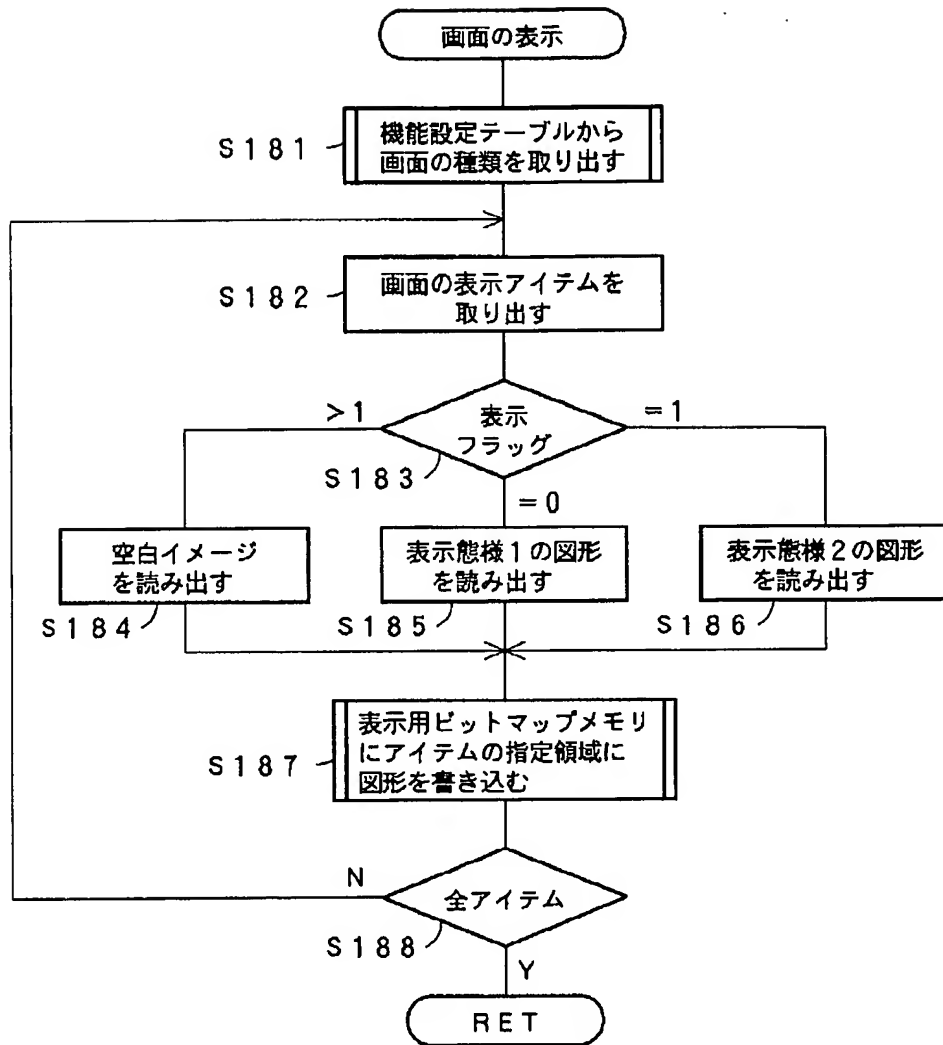 画面の表示
S181
機能設定テーブルから
画面の種類を取り出す
S182
画面の表示アイテムを
取り出す
>1
表示
フラッグ
=1
S183
=0
空白イメージ
を読み出す
S184
表示態様1の図形
を読み出す
S185
表示態様2の図形
を読み出す
S186
表示用ビットマップメモリ
にアイテムの指定領域に
図形を書き込む
S187
N
全アイテム
S188
Y
RET